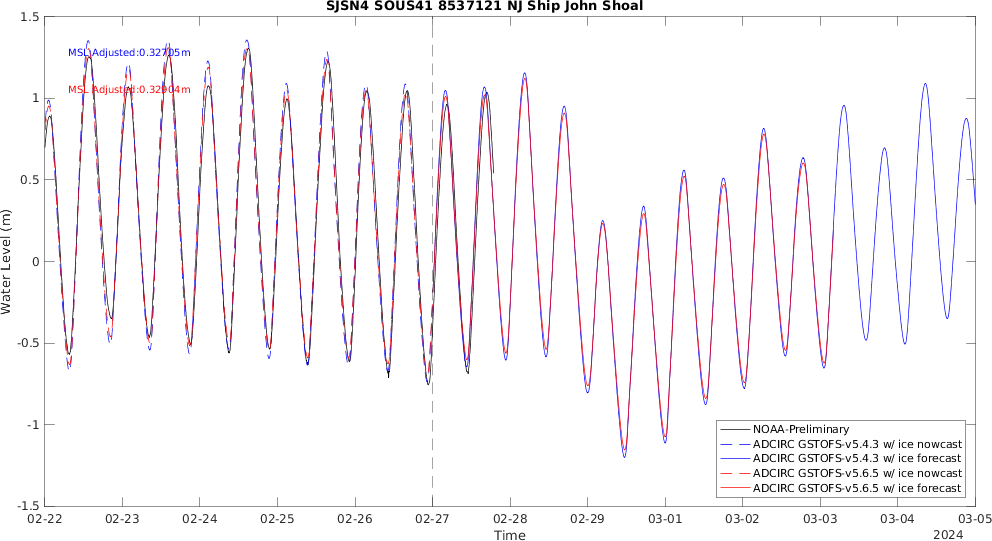 SJSN4 SOUS41 8537121 NJ Ship John Shoal
1.5
MSL Adjusted:0.32705m
MSL Adjusted:0.32904m
1
0.5
0
-0.5
-1
-1.5
Water Level (m)
NOAA-Preliminary
ADCIRC GSTOFS-v5.4.3 w/ ice nowcast
ADCIRC GSTOFS-v5.4.3 w/ ice forecast
ADCIRC GSTOFS-v5.6.5 w/ ice nowcast
ADCIRC GSTOFS-v5.6.5 w/ ice forecast
02-22 02-23 02-24 02-25 02-26 02-27 02-28 02-29 03-01 03-02 03-03 03-04 03-05
Time
2024